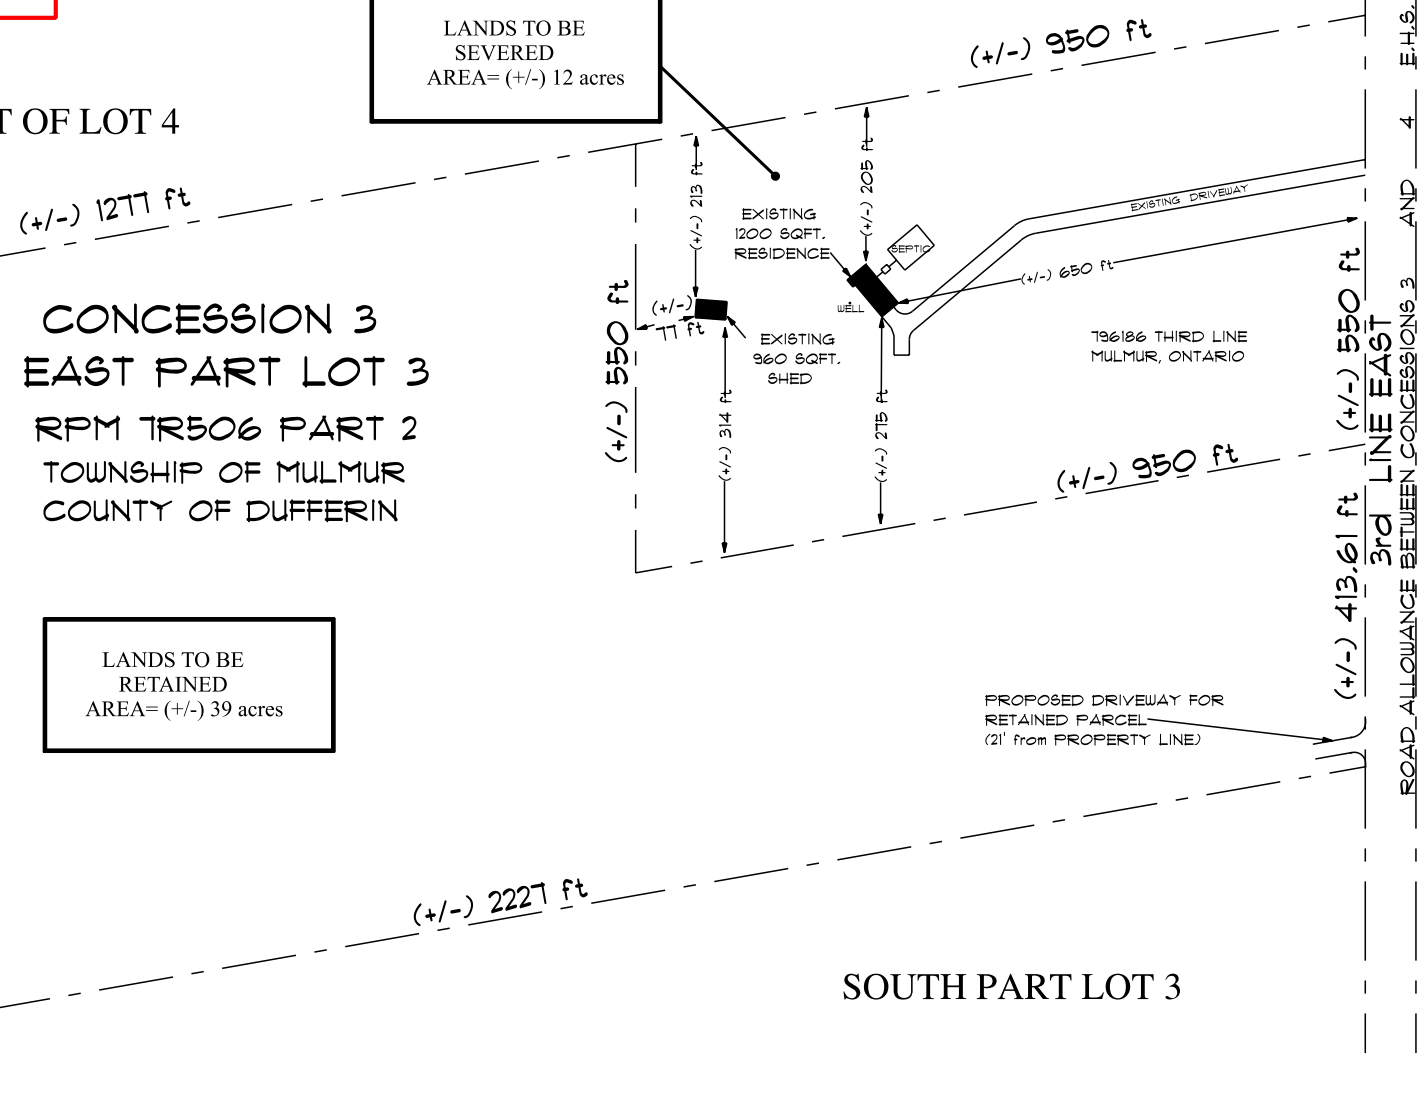 LANDS TO BE
SEVERED
AREA= (+/-) 12 acres
(+/-) 950 ft
T OF LOT 4
(+/-) 1277 ft
(+/-) 213 ft
(+/-) 205 ft
EXISTING
1200 SQFT.
RESIDENCE
SEPTIC
WELL
EXISTING DRIVEWAY
(+/-) 650 ft
(+/-)
77 ft
EXISTING
960 SQFT.
SHED
796186 THIRD LINE
MULMUR, ONTARIO
(+/-) 550 ft
(+/-) 314 ft
(+/-) 275 ft
(+/-) 550 ft
(+/-) 950 ft
CONCESSION 3
EAST PART LOT 3
RPM 7R506 PART 2
TOWNSHIP OF MULMUR
COUNTY OF DUFFERIN
(+/-) 413.61 ft
3rd LINE EAST
ROAD ALLOWANCE BETWEEN CONCESSIONS 3 AND 4 E.H.S.
LANDS TO BE
RETAINED
AREA= (+/-) 39 acres
PROPOSED DRIVEWAY FOR
RETAINED PARCEL
(21' from PROPERTY LINE)
(+/-) 2227 ft
SOUTH PART LOT 3